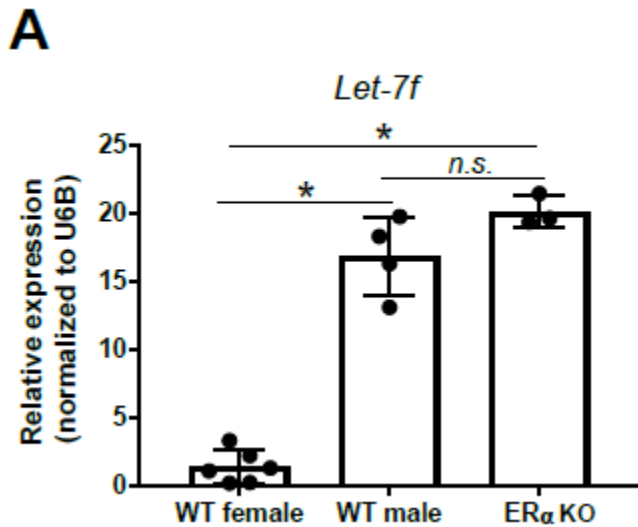 A
Let-7f
*
n.s.
*
Relative expression
(normalized to U6B)
25
20
15
10
5
0
WT female WT male ERα KO